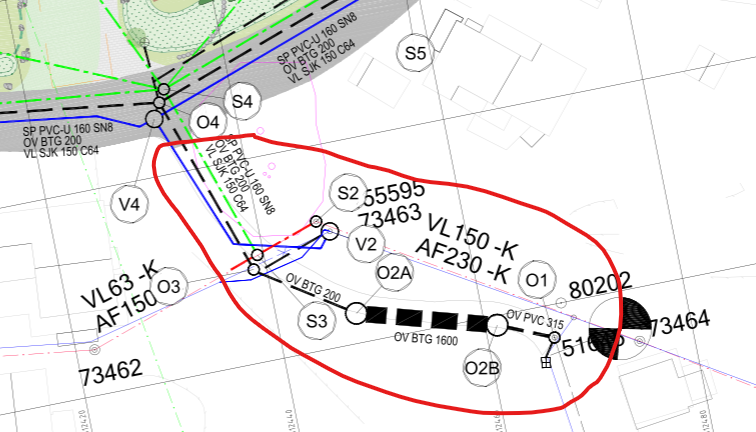 S5
SP PVC-U 160 SN8
OV BTG 200
VL SJK 150 C64
S4
O4
SP PVC-U 160 SN8
OV BTG 200
VL SJK 150 C64
SP PVC-U 160 SN8
OV BTG 200
VL SJK 150 C64
V4
S2
55595
73463
V2
VL150 -K
AF230 -K
O2A
O1
80202
VL63 -K
AF150
O3
OV BTG 200
S3
OV PVC 315
OV BTG 1600
73464
O2B
73462